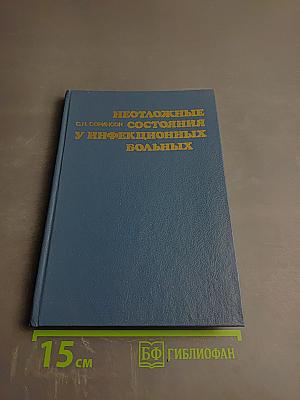 НЕОТЛОЖНЫЕ
С.Н. СОРИНСОН СОСТОЯНИЯ
У ИНФЕКЦИОННЫХ
БОЛЬНЫХ
15 см
БФ ГИБЛИОФАН